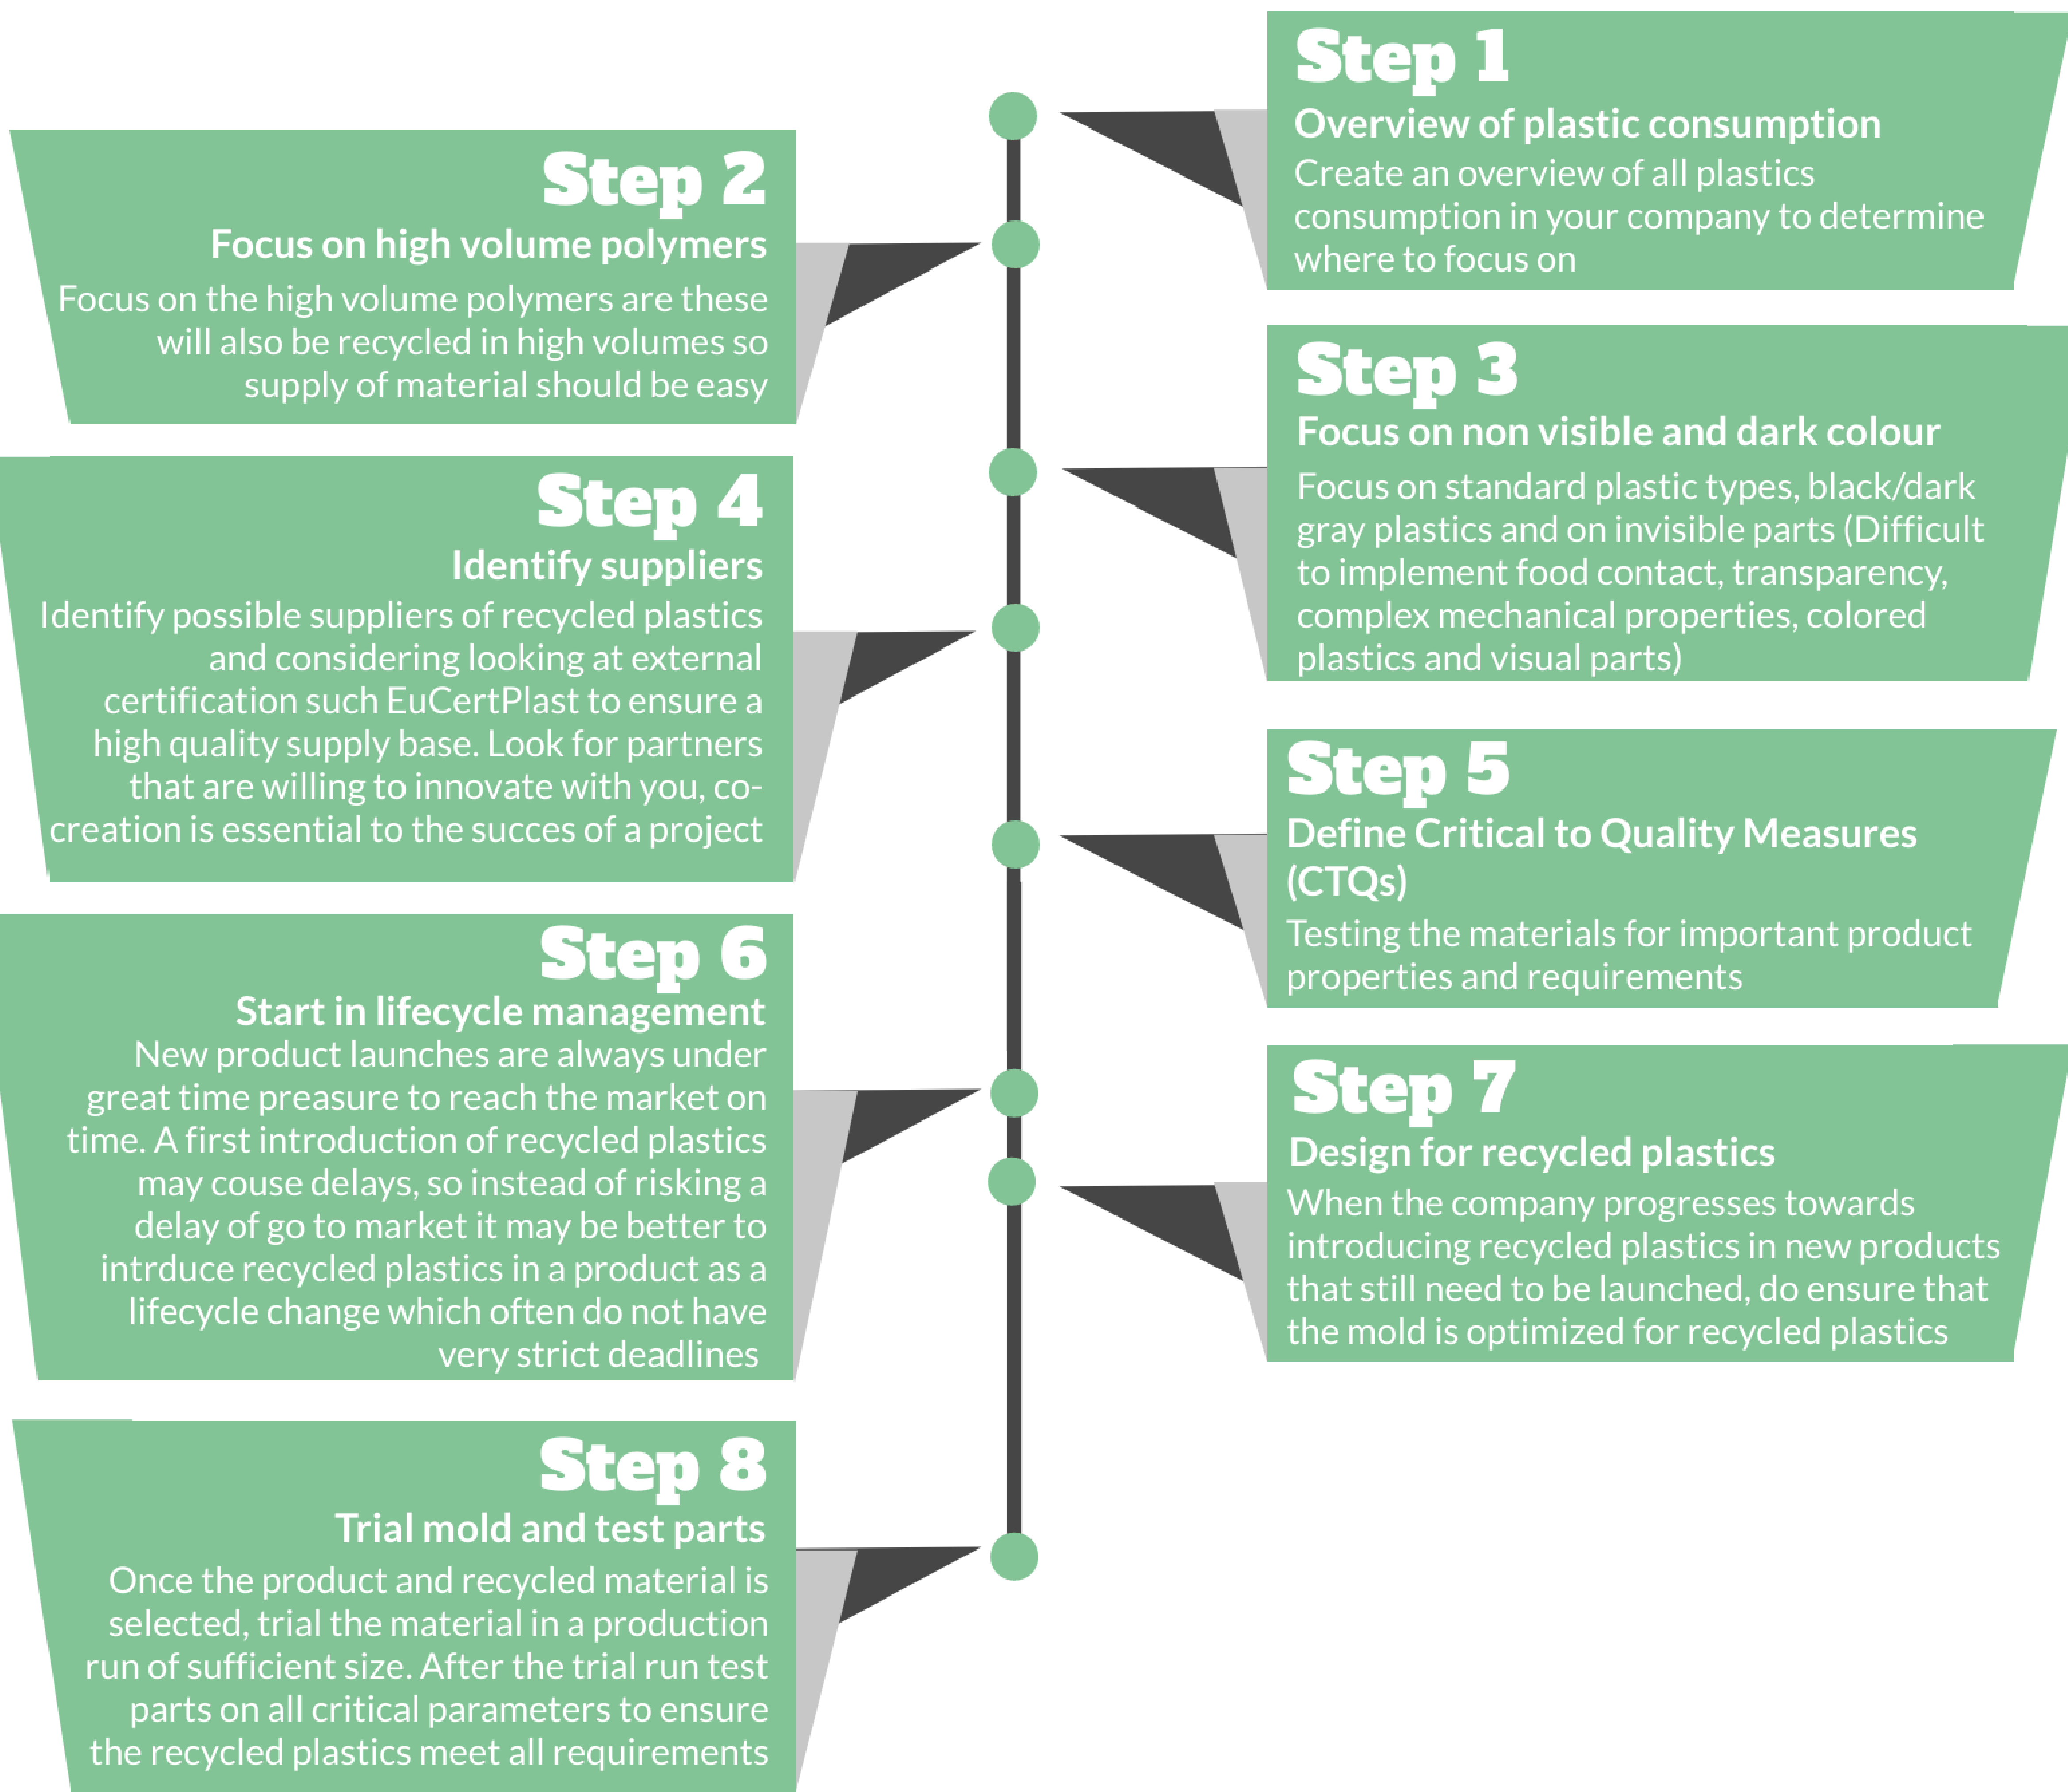 Step 1
Overview of plastic consumption
Create an overview of all plastics
consumption in your company to determine
where to focus on
Step 2
Focus on high volume polymers
Focus on the high volume polymers are these
will also be recycled in high volumes so
supply of material should be easy
Step 3
Focus on non visible and dark colour
Focus on standard plastic types, black/dark
gray plastics and on invisible parts (Difficult
to implement food contact, transparency,
complex mechanical properties, colored
plastics and visual parts)
Step 4
Identify suppliers
Identify possible suppliers of recycled plastics
and considering looking at external
certification such EuCertPlast to ensure a
high quality supply base. Look for partners
that are willing to innovate with you, co-
creation is essential to the succes of a project
Step 5
Define Critical to Quality Measures
(CTQs)
Testing the materials for important product
properties and requirements
Step 6
Start in lifecycle management
New product launches are always under
great time preasure to reach the market on
time. A first introduction of recycled plastics
may couse delays, so instead of risking a
delay of go to market it may be better to
intrduce recycled plastics in a product as a
lifecycle change which often do not have
very strict deadlines
Step 7
Design for recycled plastics
When the company progresses towards
introducing recycled plastics in new products
that still need to be launched, do ensure that
the mold is optimized for recycled plastics
Step 8
Trial mold and test parts
Once the product and recycled material is
selected, trial the material in a production
run of sufficient size. After the trial run test
parts on all critical parameters to ensure
the recycled plastics meet all requirements